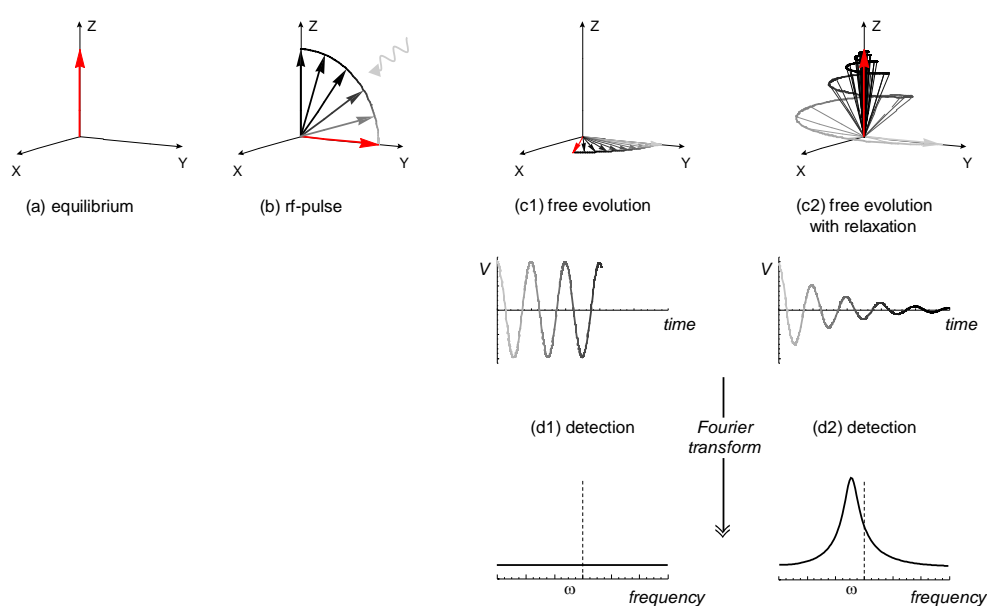 Z
X
Y
(a) equilibrium
Z
X
Y
(b) rf-pulse
Z
X
Y
(c1) free evolution
Z
X
Y
(c2) free evolution
with relaxation
V
time
V
time
(d1) detection
Fourier
transform
(d2) detection
ω
frequency
ω
frequency